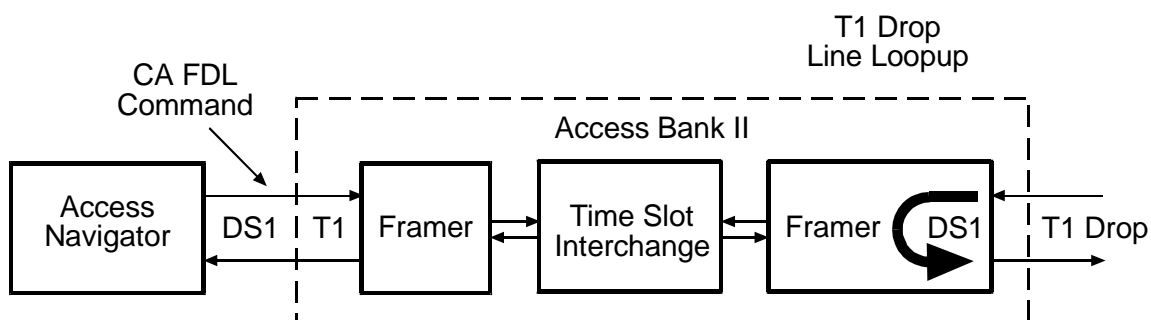 T1 Drop
Line Loopup
CA FDL
Command
Access Bank II
Access
Navigator
DS1
T1
Framer
Time Slot
Interchange
Framer
DS1
T1 Drop